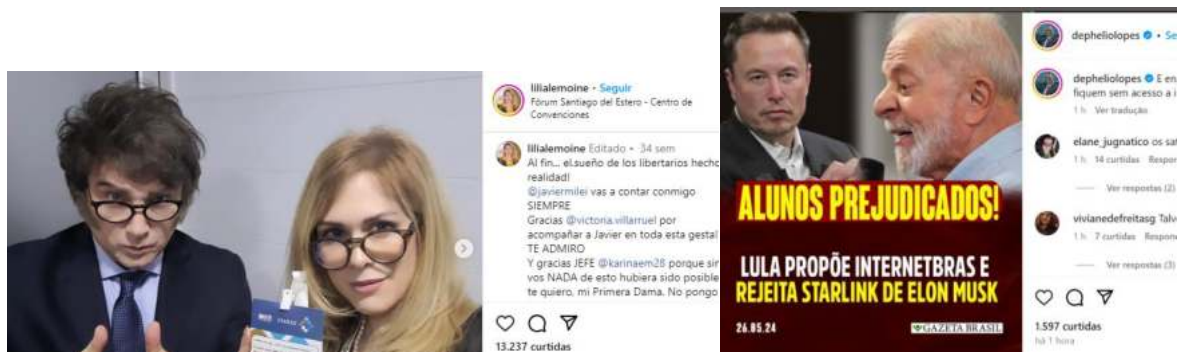 lilialemoine • Seguir
Fórum Santiago del Estero - Centro de
Convenciones
lilialemoine Editado • 34 sem
Al fin... el sueño de los libertarios hecho
realidad!
@javiermilei vas a contar conmigo
SIEMPRE
Gracias @victoria.villarruel por
acompañar a Javier en toda esta gesta!
TE ADMIRO
Y gracias JEFE @karinaem28 porque sin
vos NADA de esto hubiera sido posible
te quiero, mi Primera Dama. No pongo
13.237 curtidas
ALUNOS PREJUDICADOS!
LULA PROPÕE INTERNETBRAS E
REJEITA STARLINK DE ELON MUSK
26.05.24
GAZETA BRASIL
depheliolopes • Se
depheliolopes E en
fiquem sem acesso a i
1 h Ver tradução
elane_jugnatico os sat
1 h 14 curtidas Respon
Ver respostas (2)
vivianedefreitasg Talv
1 h 7 curtidas Respon
Ver respostas (3)
1.597 curtidas
há 1 hora